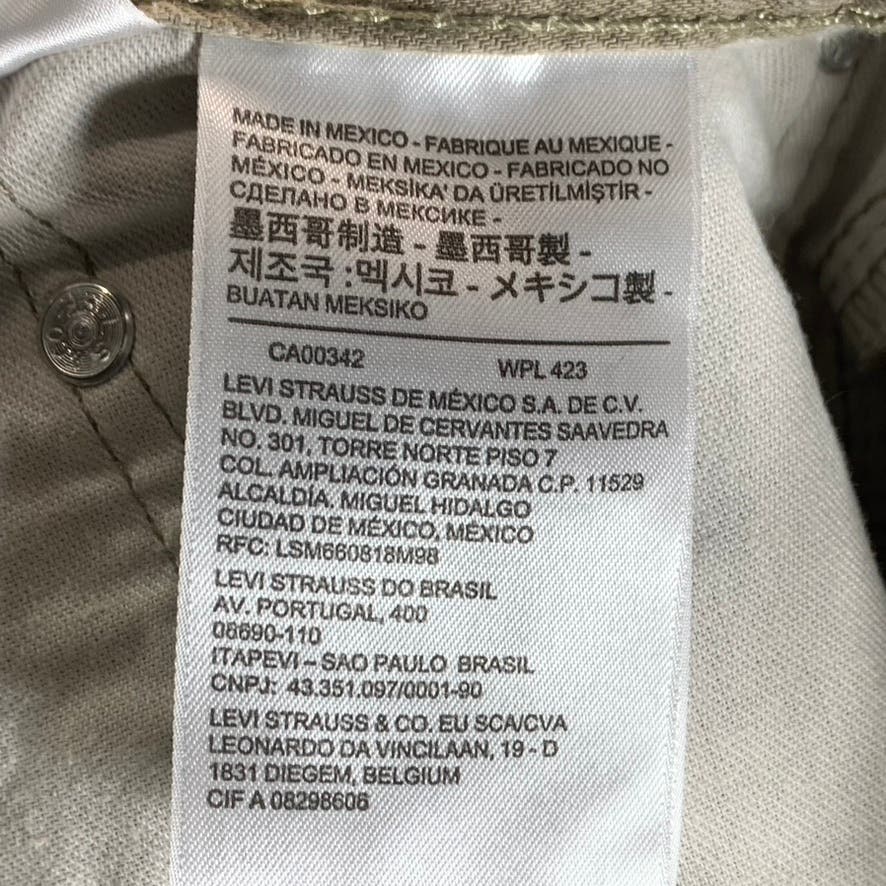 MADE IN MEXICO - FABRIQUE AU MEXIQUE -
FABRICADO EN MEXICO - FABRICADO NO
MÉXICO - MEKSİKA' DA ÜRETİLMİŞTİR -
СДЕЛАНО В МЕКСИКЕ -
墨西哥制造 - 墨西哥製 -
제조국 :멕시코 - メキシコ製 -
BUATAN MEKSIKO
CA00342 WPL 423
LEVI STRAUSS DE MÉXICO S.A. DE C.V.
BLVD. MIGUEL DE CERVANTES SAAVEDRA
NO. 301, TORRE NORTE PISO 7
COL. AMPLIACIÓN GRANADA C.P. 11529
ALCALDÍA. MIGUEL HIDALGO
CIUDAD DE MÉXICO, MÉXICO
RFC: LSM660818M98
LEVI STRAUSS DO BRASIL
AV. PORTUGAL, 400
06690-110
ITAPEVI – SAO PAULO BRASIL
CNPJ: 43.351.097/0001-90
LEVI STRAUSS & CO. EU SCA/CVA
LEONARDO DA VINCILAAN, 19 - D
1831 DIEGEM, BELGIUM
CIF A 08298606